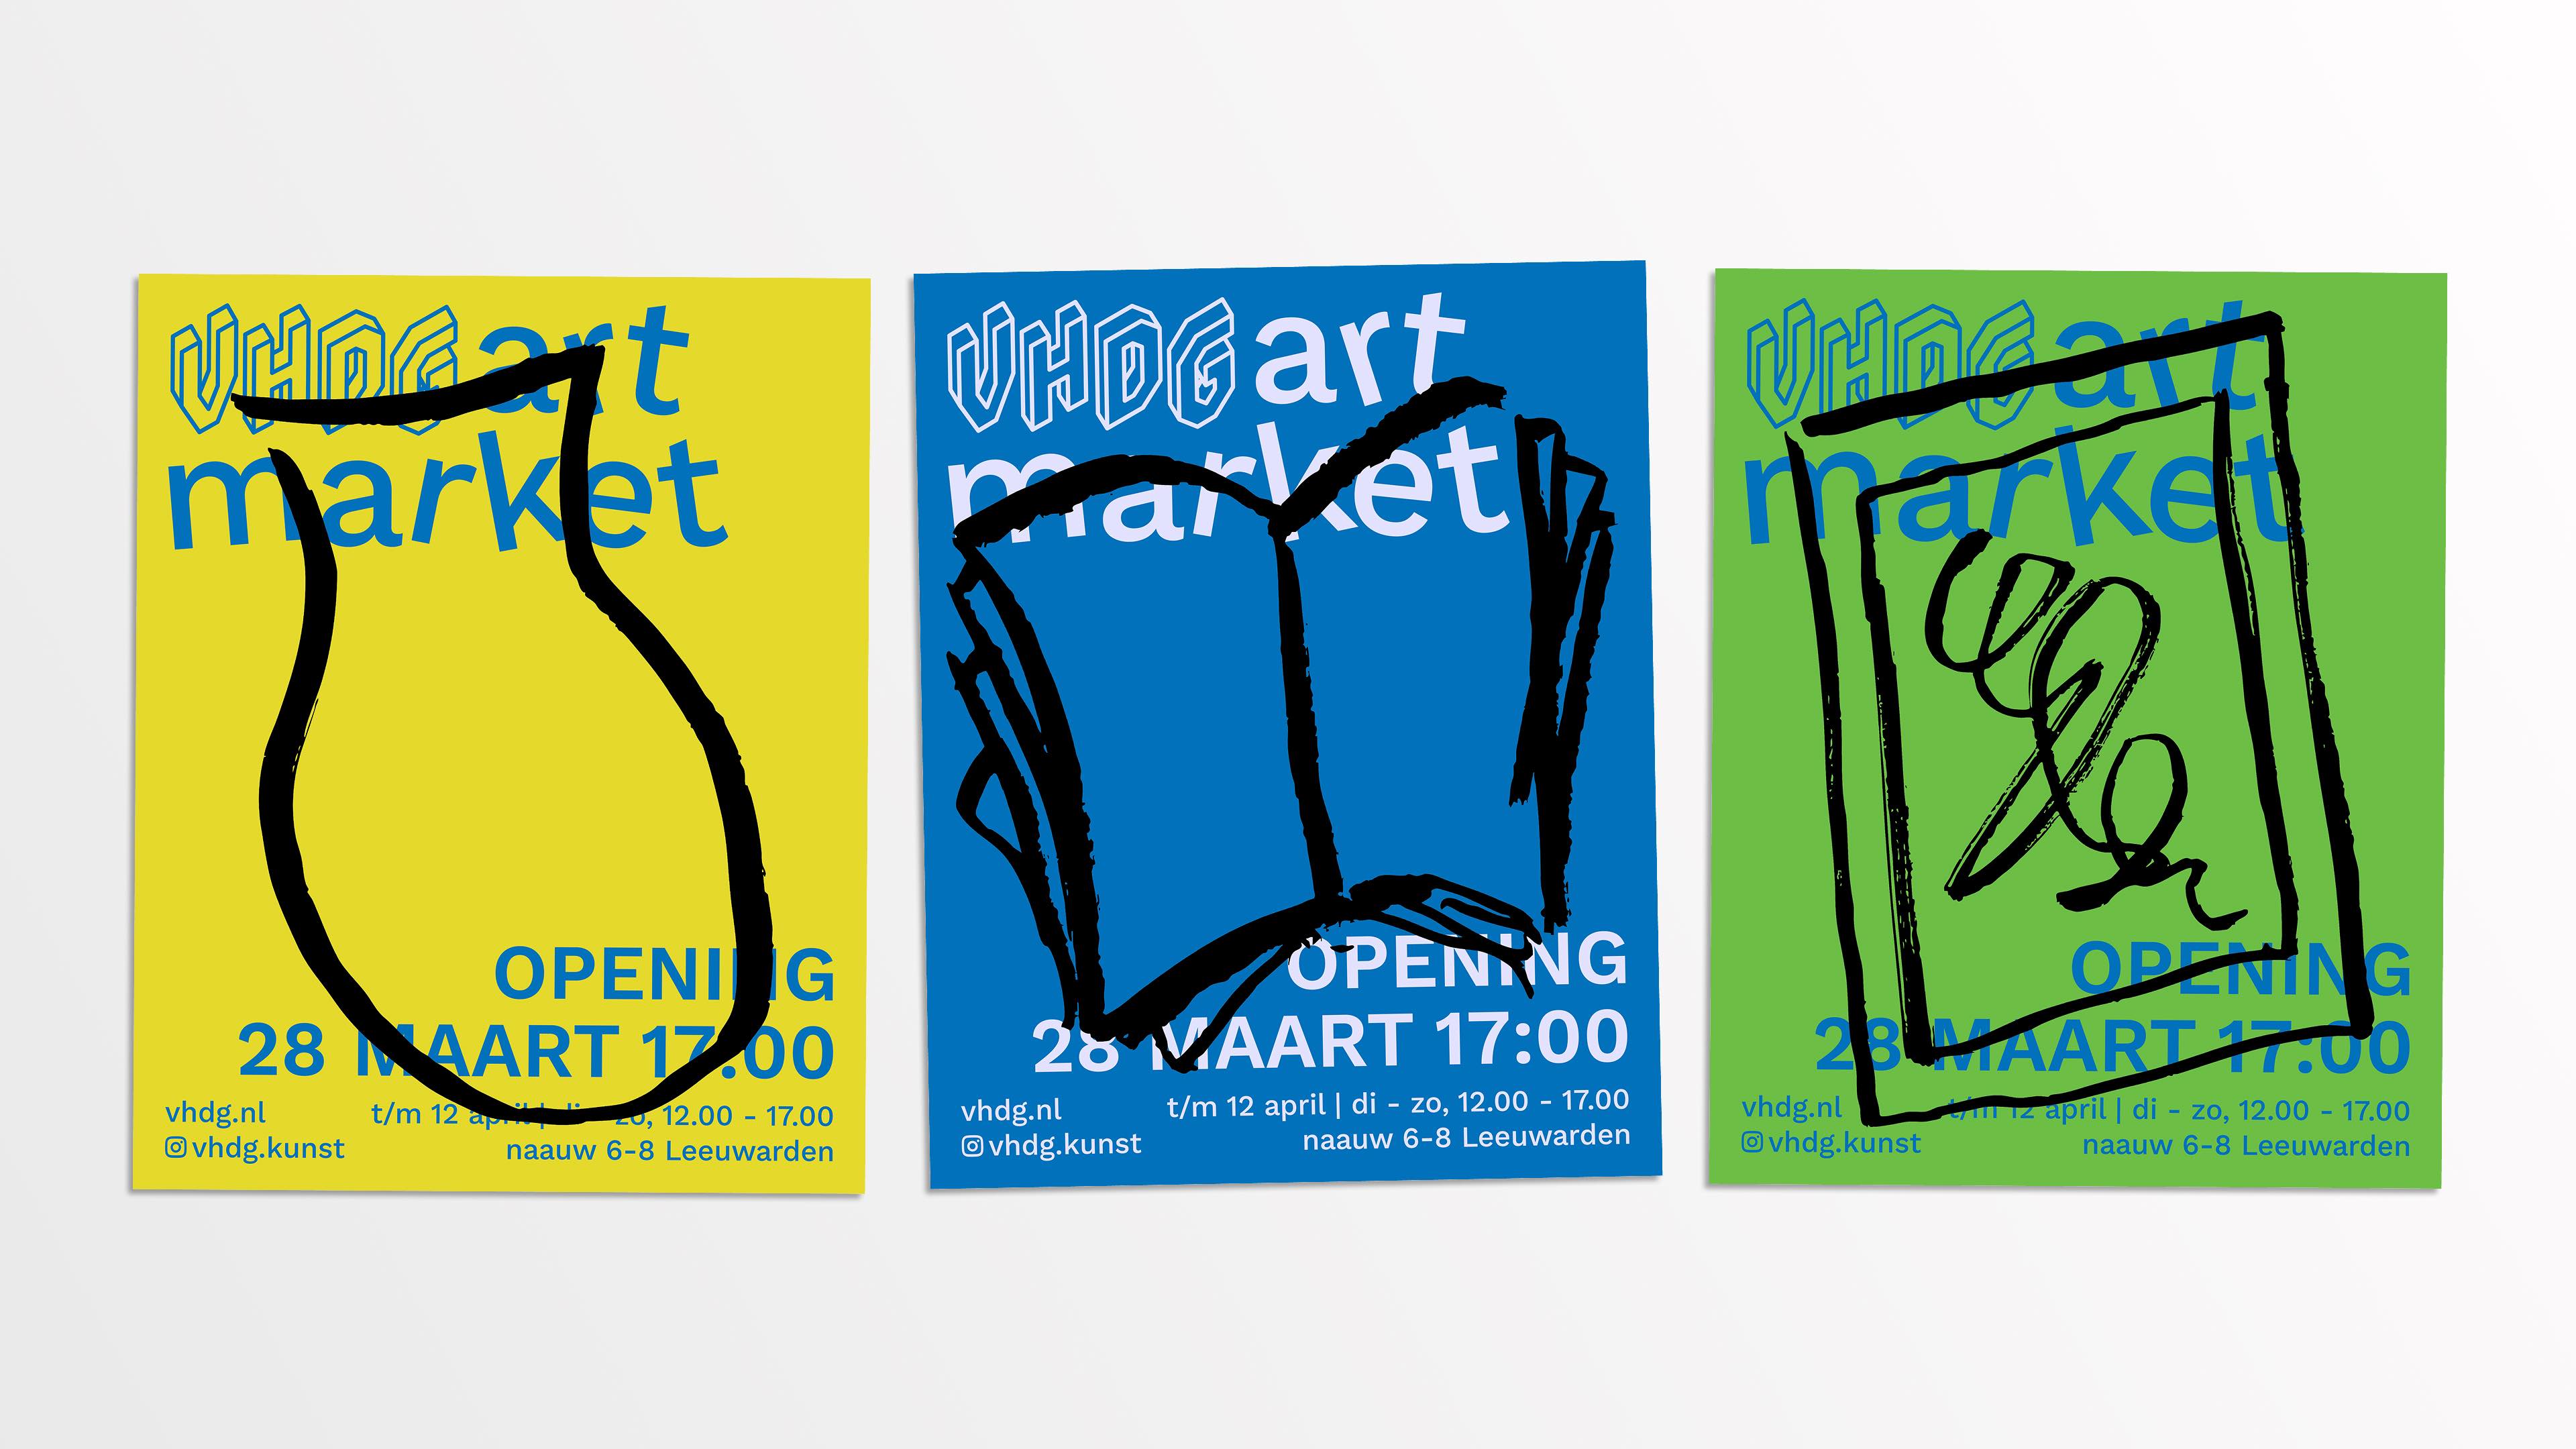 VHDG art
market
OPENING
28 MAART 17:00
vhdg.nl
t/m 12 april | di - zo, 12.00 - 17.00
vhdg.kunst
naauw 6-8 Leeuwarden
VHDG art
market
OPENING
28 MAART 17:00
vhdg.nl
t/m 12 april | di - zo, 12.00 - 17.00
vhdg.kunst
naauw 6-8 Leeuwarden
VHDG art
market
OPENING
28 MAART 17:00
vhdg.nl
t/m 12 april | di - zo, 12.00 - 17.00
vhdg.kunst
naauw 6-8 Leeuwarden